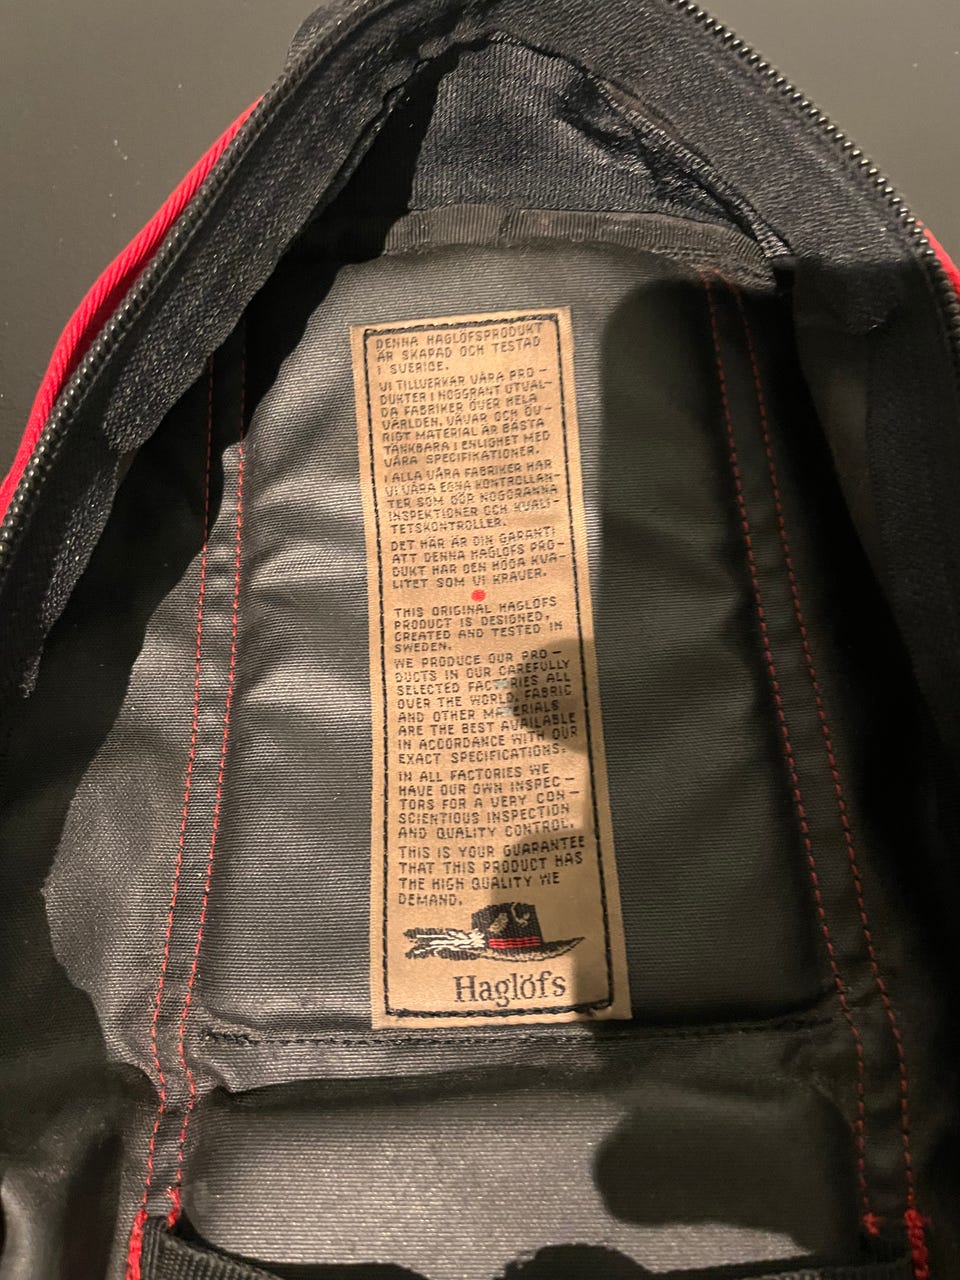 DENNA HAGLÖFSPRODUKT
ÄR SKAPAD OCH TESTAD
I SVERIGE.
VI TILLVERKAR VÅRA PRO-
DUKTER I NOGGRANT UTVAL-
DA FABRIKER ÖVER HELA
VÄRLDEN. VÄVAR OCH ÖV-
RIGT MATERIAL ÄR BÄSTA
TÄNKBARA I ENLIGHET MED
VÅRA SPECIFIKATIONER.
I ALLA VÅRA FABRIKER HAR
VI VÅRA EGNA KONTROLLAN-
TER SOM GÖR NOGGRANNA
INSPEKTIONER OCH KVALI-
TETSKONTROLLER.
DET HÄR ÄR DIN GARANTI
ATT DENNA HAGLÖFS PRO-
DUKT HAR DEN HÖGA KVA-
LITET SOM VI KRÄVER.
THIS ORIGINAL HAGLÖFS
PRODUCT IS DESIGNED,
CREATED AND TESTED IN
SWEDEN.
WE PRODUCE OUR PRO-
DUCTS IN OUR CAREFULLY
SELECTED FACTORIES ALL
OVER THE WORLD. FABRIC
AND OTHER MATERIALS
ARE THE BEST AVAILABLE
IN ACCORDANCE WITH OUR
EXACT SPECIFICATIONS.
IN ALL FACTORIES WE
HAVE OUR OWN INSPEC-
TORS FOR A VERY CON-
SCIENTIOUS INSPECTION
AND QUALITY CONTROL.
THIS IS YOUR GUARANTEE
THAT THIS PRODUCT HAS
THE HIGH QUALITY WE
DEMAND.
Haglöfs